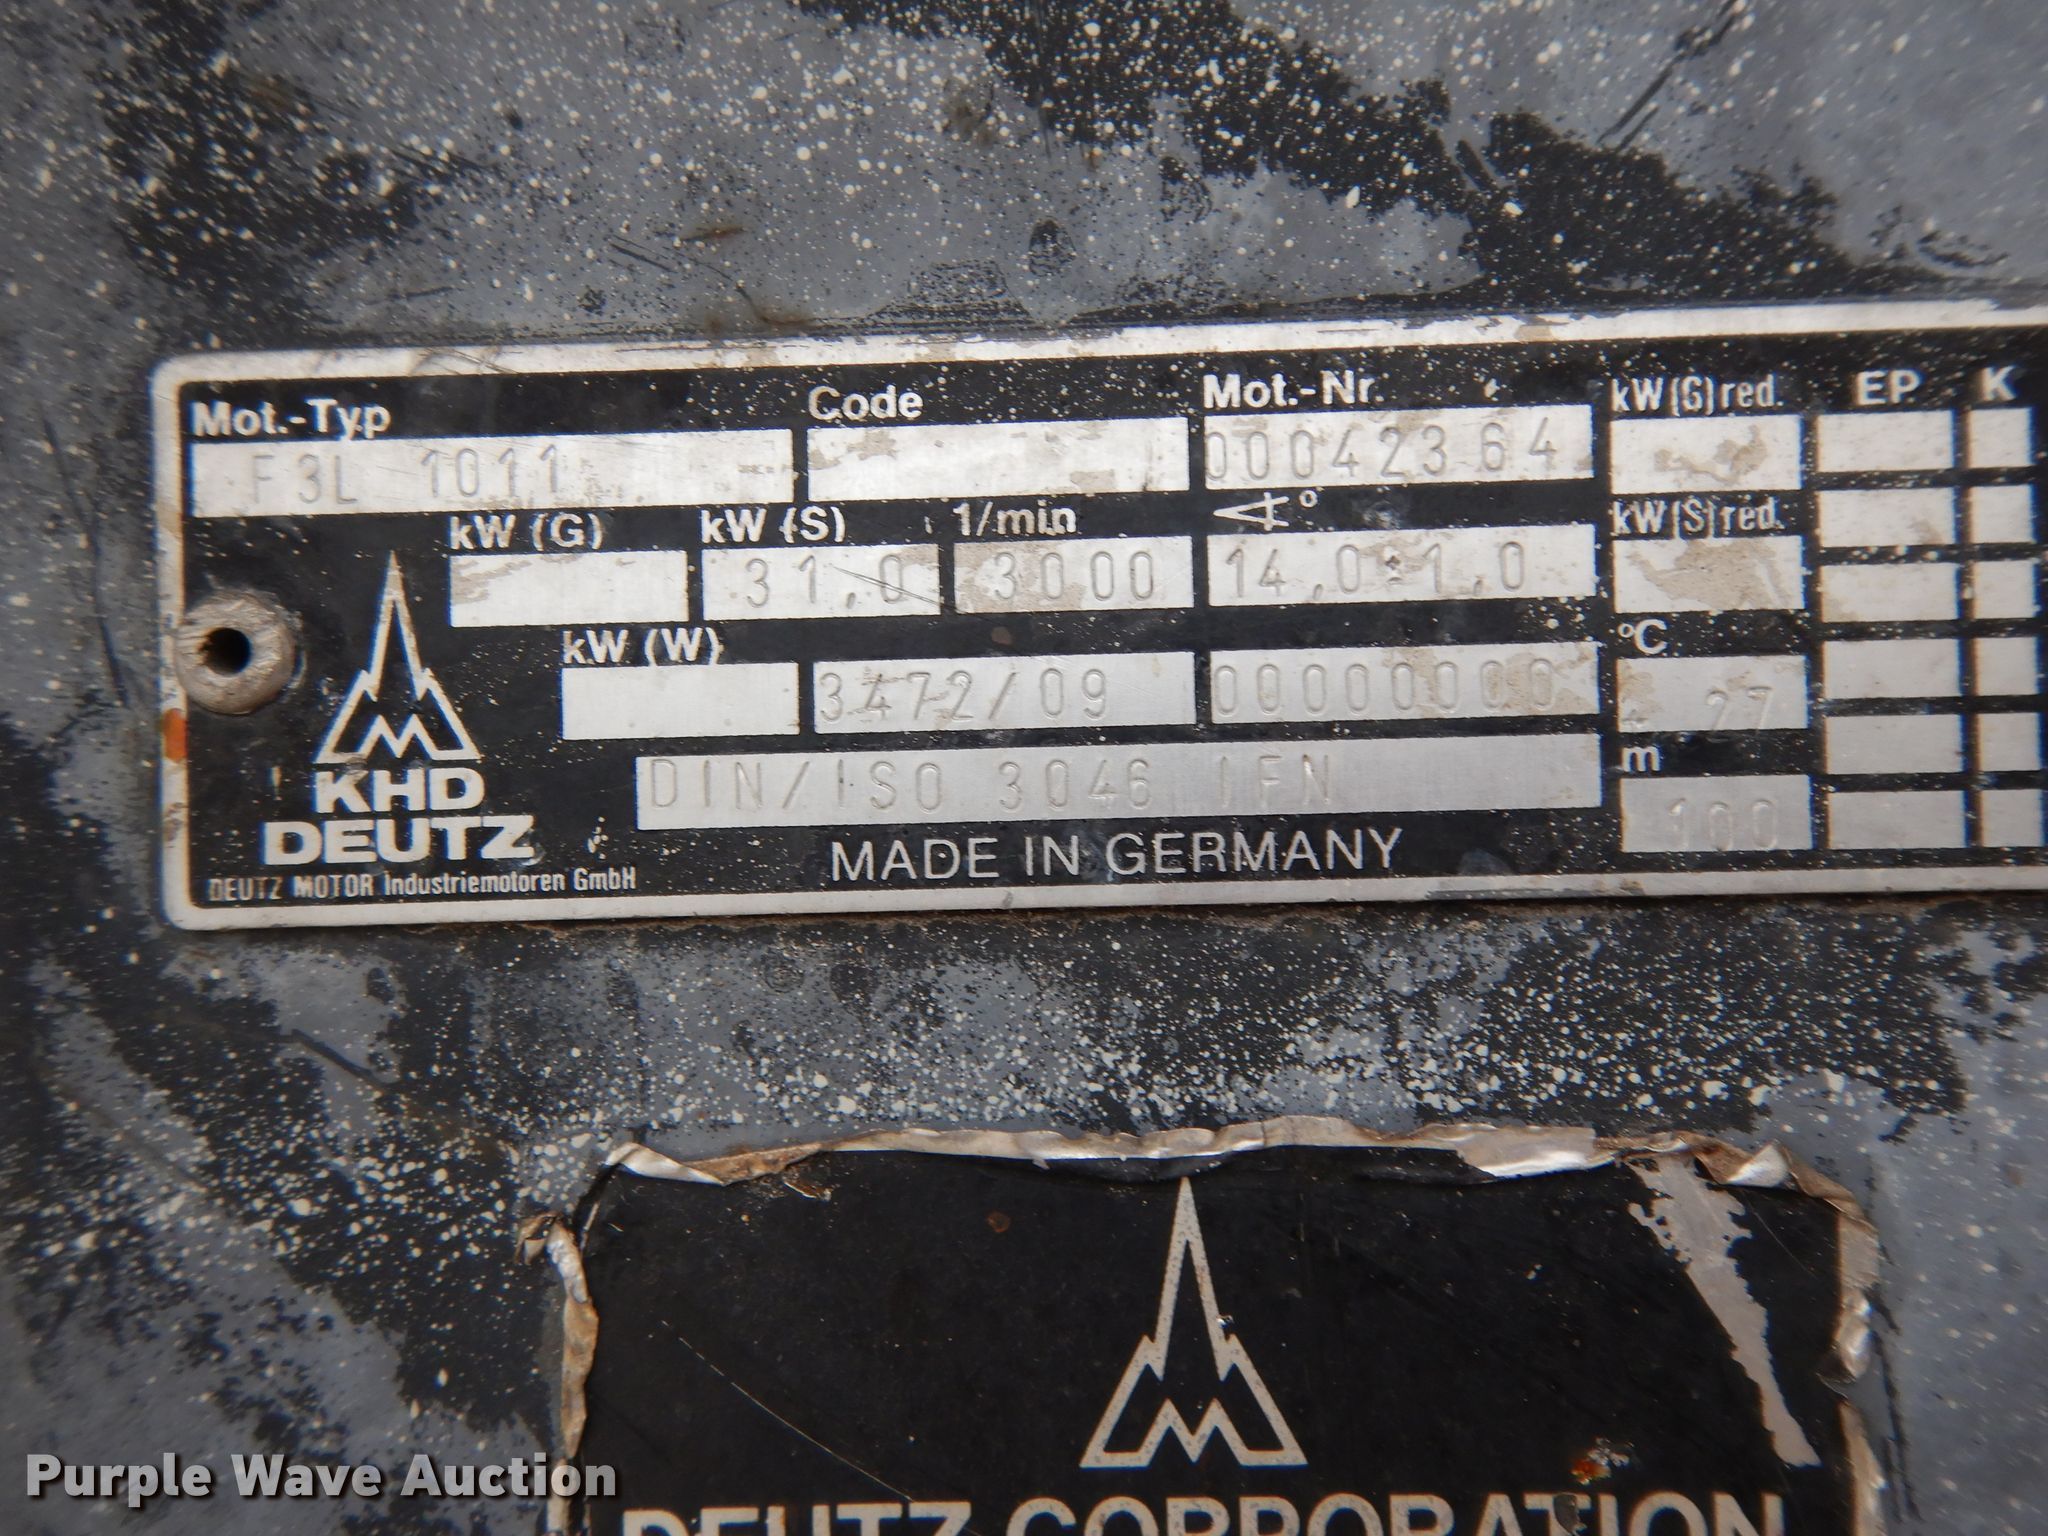 Mot.-Typ Code Mot.-Nr. kW(G)red. EP K
F3L 1011 00042364
kW (G) kW (S) 1/min ∢° kW(S)red.
31,0 3000 14,0±1,0
kW (W) °C
3472/09 00000000 27
m
DIN/ISO 3046 IFN 100
KHD
DEUTZ
MADE IN GERMANY
DEUTZ MOTOR Industriemotoren GmbH
DEUTZ CORPORATION
Purple Wave Auction